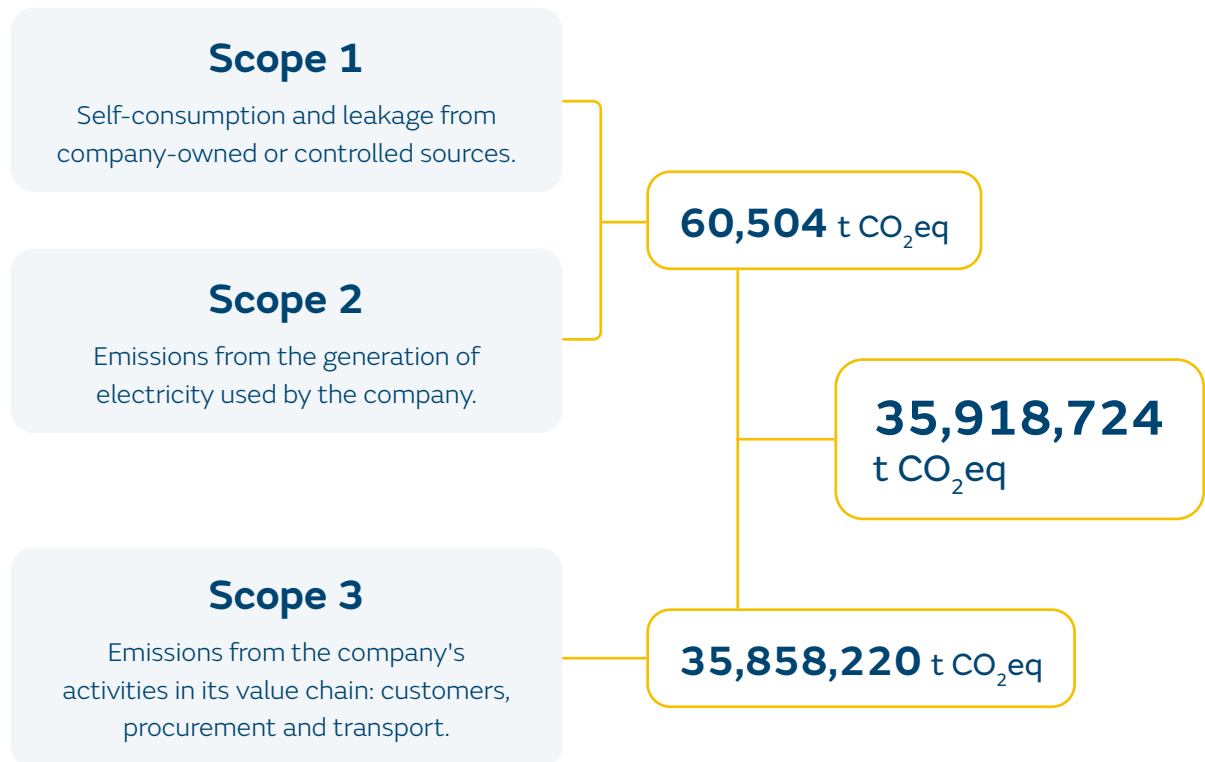 Scope 1
Self-consumption and leakage from
company-owned or controlled sources.
60,504 t CO₂eq
Scope 2
Emissions from the generation of
electricity used by the company.
35,918,724
t CO₂eq
Scope 3
Emissions from the company's
activities in its value chain: customers,
procurement and transport.
35,858,220 t CO₂eq